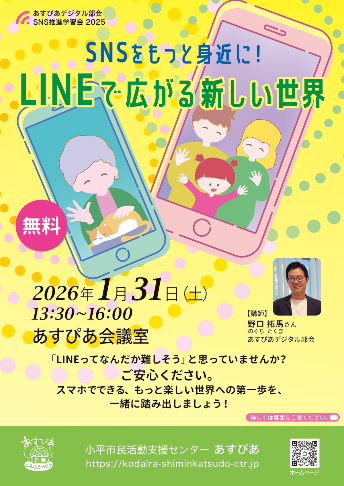 あすぴあデジタル部会
SNS推進学習会 2025
SNSをもっと身近に！
LINEで広がる新しい世界
無料
2026年1月31日（土）
13:30~16:00
あすぴあ会議室
【講師】
野口 拓馬さん
のぐち たくま
あすぴあデジタル部会
「LINEってなんだか難しそう」と思っていませんか？
ご安心ください。
スマホでできる、もっと楽しい世界への第一歩を、
一緒に踏み出しましょう！
詳しくは裏面をご覧ください。
あすぴあ
小平市民活動支援センター あすぴあ
https://kodaira-shiminkatsudo-ctr.jp
ホームページ